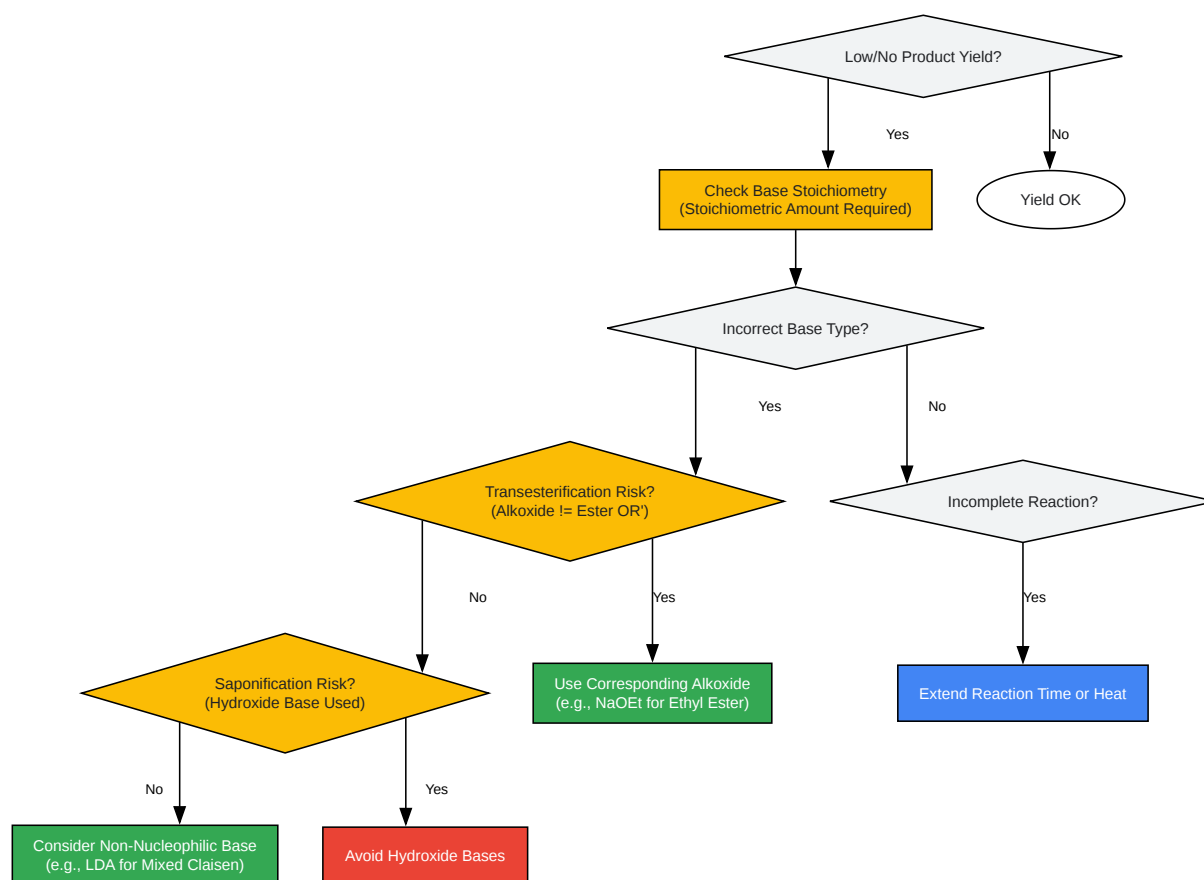 Low/No Product Yield?
Yes
No
Check Base Stoichiometry
(Stoichiometric Amount Required)
Yield OK
Incorrect Base Type?
Yes
No
Transesterification Risk?
(Alkoxide != Ester OR')
Incomplete Reaction?
No
Yes
Yes
Saponification Risk?
(Hydroxide Base Used)
Use Corresponding Alkoxide
(e.g., NaOEt for Ethyl Ester)
Extend Reaction Time or Heat
No
Yes
Consider Non-Nucleophilic Base
(e.g., LDA for Mixed Claisen)
Avoid Hydroxide Bases